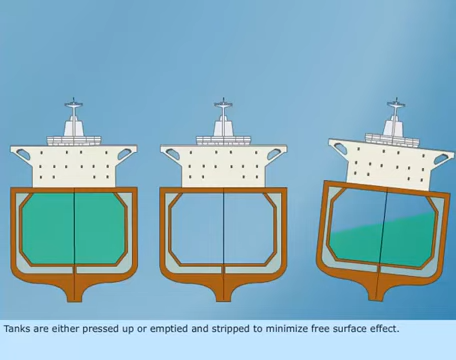 Tanks are either pressed up or emptied and stripped to minimize free surface effect.